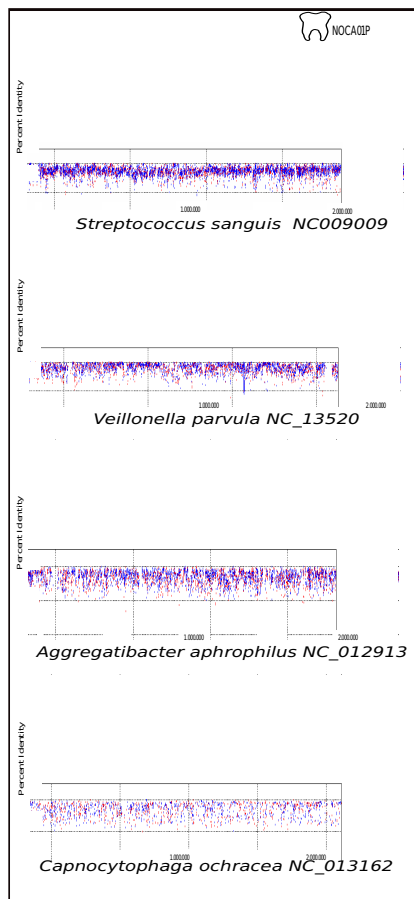 NOCA01P
Percent Identity
1.000.000 2.000.000
Streptococcus sanguis NC009009
Percent Identity
1.000.000 2.000.000
Veillonella parvula NC_13520
Percent Identity
1.000.000 2.000.000
Aggregatibacter aphrophilus NC_012913
Percent Identity
1.000.000 2.000.000
Capnocytophaga ochracea NC_013162